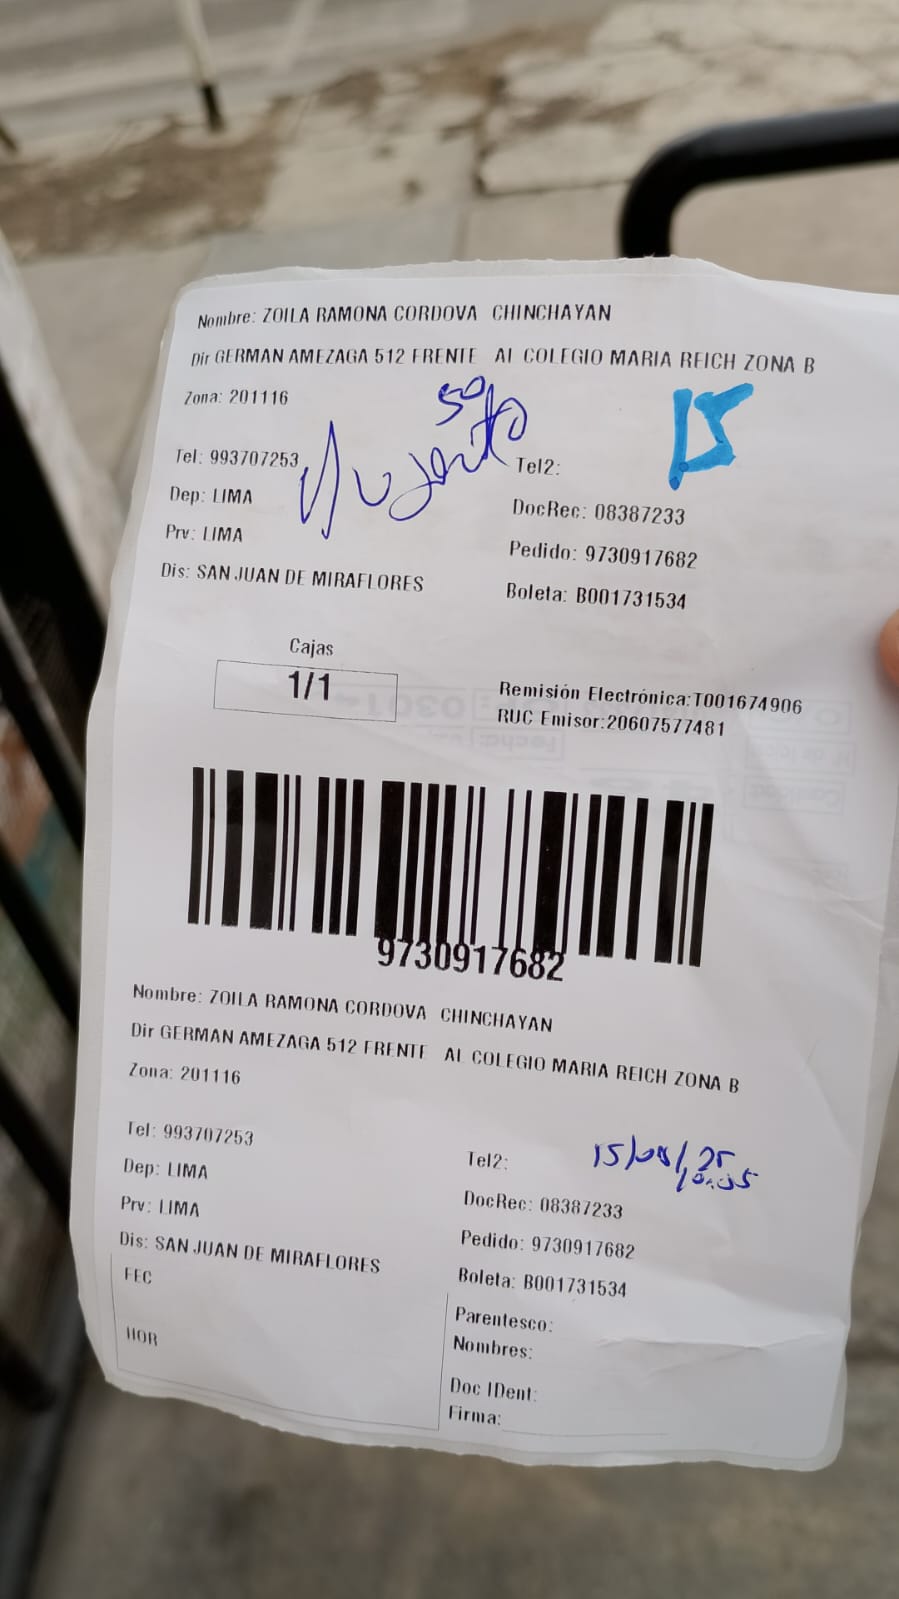 Nombre: ZOILA RAMONA CORDOVA CHINCHAYAN
Dir GERMAN AMEZAGA 512 FRENTE Al COLEGIO MARIA REICH ZONA B
Zona: 201116
15
Tel: 993707253
Tel2:
Dep: LIMA
DocRec: 08387233
Prv: LIMA
Pedido: 9730917682
Dis: SAN JUAN DE MIRAFLORES
Boleta: B001731534
Cajas
1/1
Remisión Electrónica:T001674906
RUC Emisor:20607577481
9730917682
Nombre: ZOILA RAMONA CORDOVA CHINCHAYAN
Dir GERMAN AMEZAGA 512 FRENTE Al COLEGIO MARIA REICH ZONA B
Zona: 201116
Tel: 993707253
Tel2:
Dep: LIMA
DocRec: 08387233
Prv: LIMA
Pedido: 9730917682
Dis: SAN JUAN DE MIRAFLORES
Boleta: B001731534
FEC
Parentesco:
Nombres:
HOR
Doc IDent:
Firma: